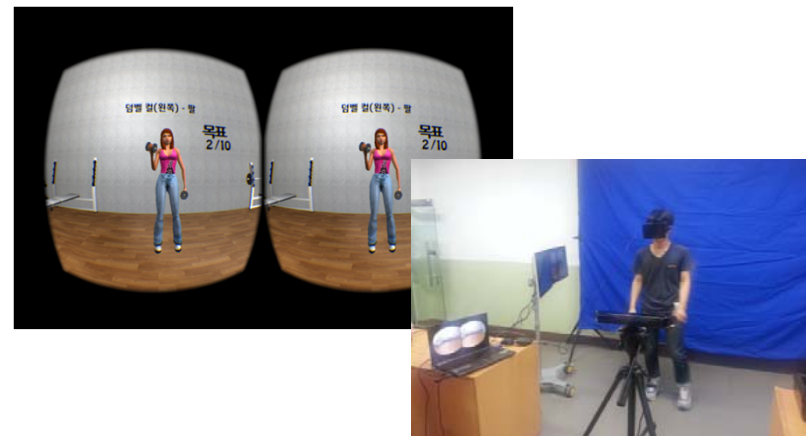 덤벨 컬(왼쪽) - 팔
목표
2/10
덤벨 컬(왼쪽) - 팔
목표
2/10